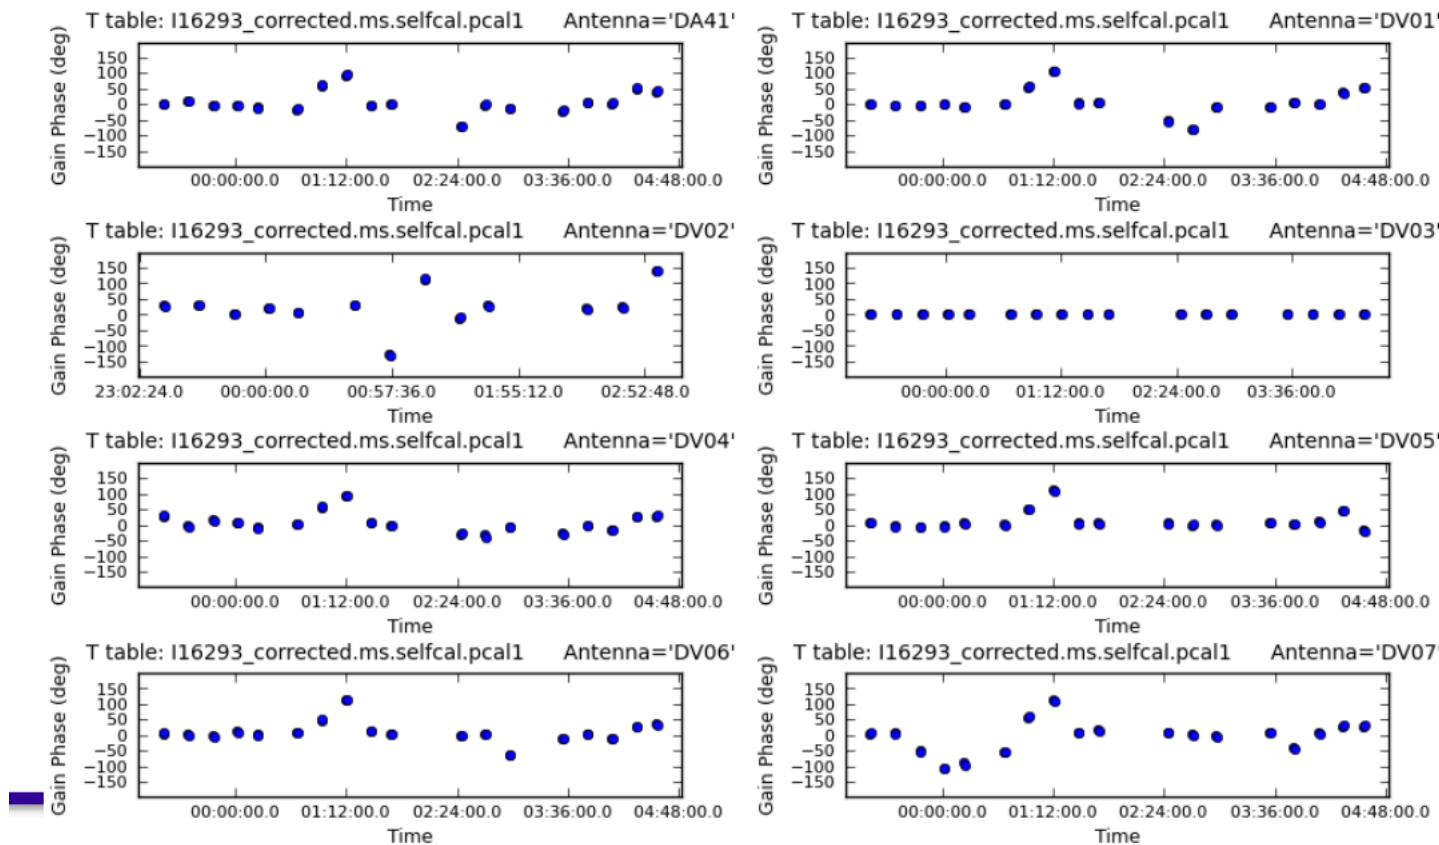 T table: I16293_corrected.ms.selfcal.pcal1 Antenna='DA41'
Gain Phase (deg)
150
100
50
0
−50
−100
−150
00:00:00.0 01:12:00.0 02:24:00.0 03:36:00.0 04:48:00.0
Time
T table: I16293_corrected.ms.selfcal.pcal1 Antenna='DV01'
Gain Phase (deg)
150
100
50
0
−50
−100
−150
00:00:00.0 01:12:00.0 02:24:00.0 03:36:00.0 04:48:00.0
Time
T table: I16293_corrected.ms.selfcal.pcal1 Antenna='DV02'
Gain Phase (deg)
150
100
50
0
−50
−100
−150
23:02:24.0 00:00:00.0 00:57:36.0 01:55:12.0 02:52:48.0
Time
T table: I16293_corrected.ms.selfcal.pcal1 Antenna='DV03'
Gain Phase (deg)
150
100
50
0
−50
−100
−150
00:00:00.0 01:12:00.0 02:24:00.0 03:36:00.0
Time
T table: I16293_corrected.ms.selfcal.pcal1 Antenna='DV04'
Gain Phase (deg)
150
100
50
0
−50
−100
−150
00:00:00.0 01:12:00.0 02:24:00.0 03:36:00.0 04:48:00.0
Time
T table: I16293_corrected.ms.selfcal.pcal1 Antenna='DV05'
Gain Phase (deg)
150
100
50
0
−50
−100
−150
00:00:00.0 01:12:00.0 02:24:00.0 03:36:00.0 04:48:00.0
Time
T table: I16293_corrected.ms.selfcal.pcal1 Antenna='DV06'
Gain Phase (deg)
150
100
50
0
−50
−100
−150
00:00:00.0 01:12:00.0 02:24:00.0 03:36:00.0 04:48:00.0
Time
T table: I16293_corrected.ms.selfcal.pcal1 Antenna='DV07'
Gain Phase (deg)
150
100
50
0
−50
−100
−150
00:00:00.0 01:12:00.0 02:24:00.0 03:36:00.0 04:48:00.0
Time